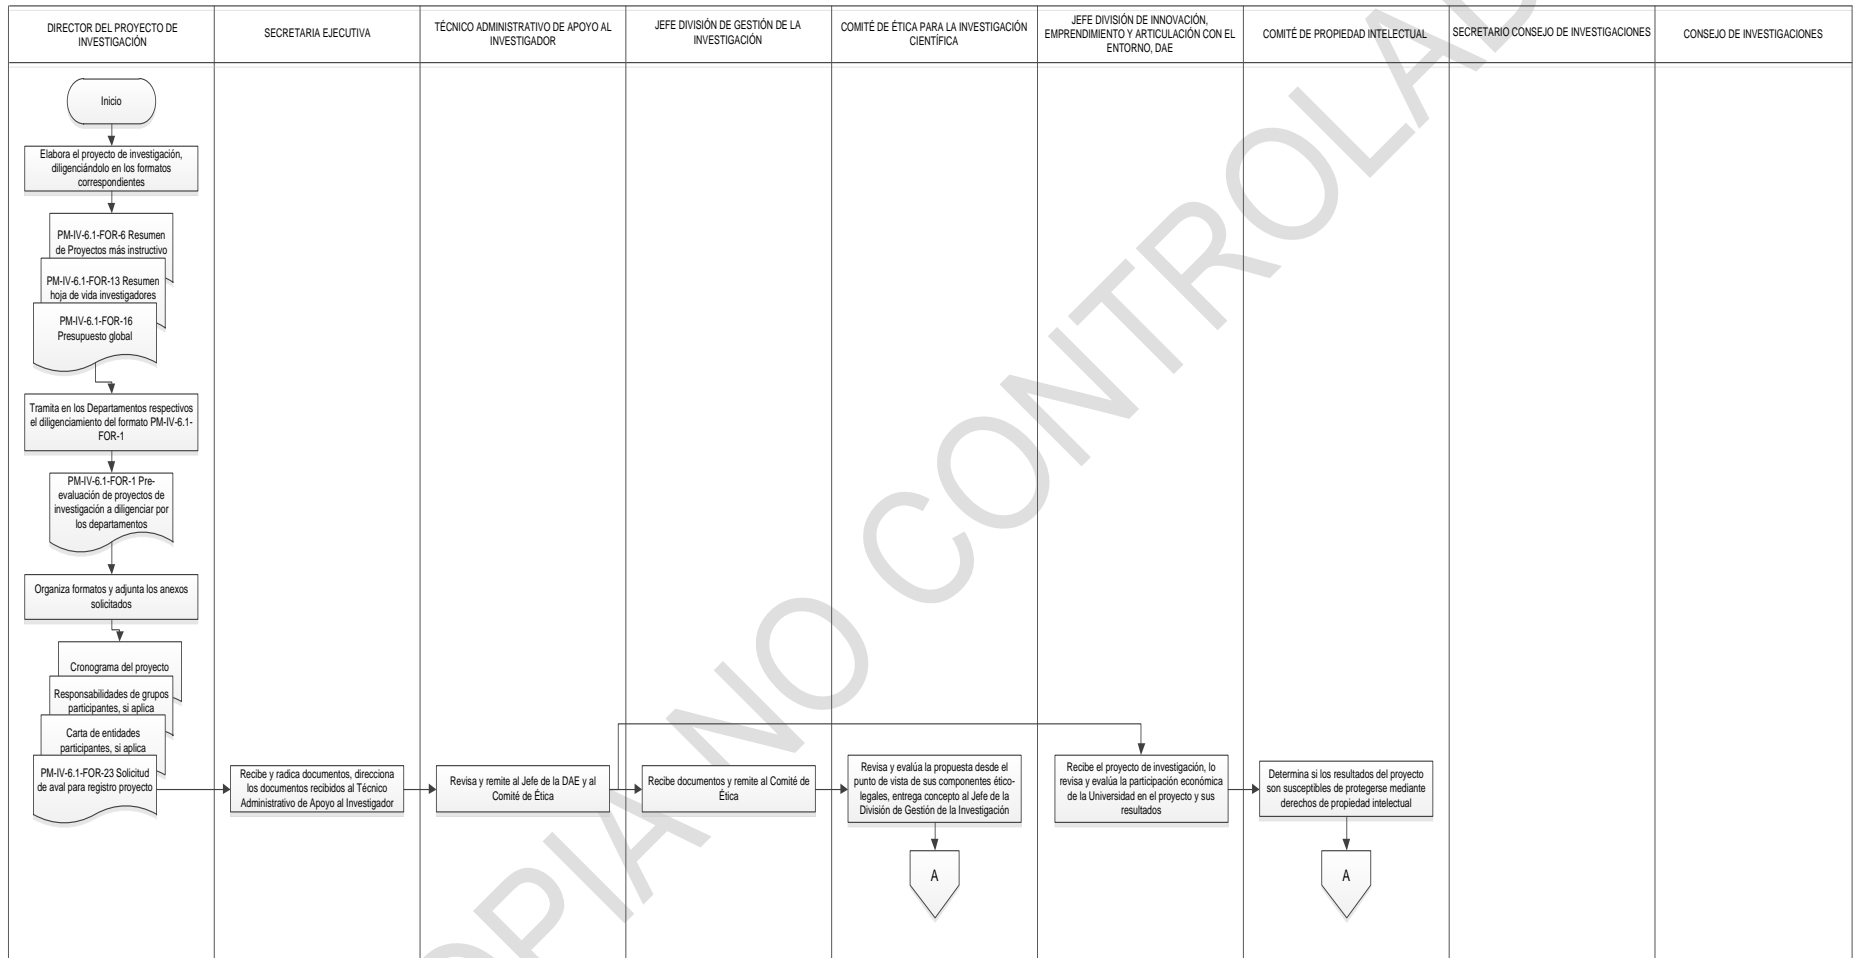 DIRECTOR DEL PROYECTO DE
INVESTIGACIÓN
SECRETARIA EJECUTIVA
TÉCNICO ADMINISTRATIVO DE APOYO AL
INVESTIGADOR
JEFE DIVISIÓN DE GESTIÓN DE LA
INVESTIGACIÓN
COMITÉ DE ÉTICA PARA LA INVESTIGACIÓN
CIENTÍFICA
JEFE DIVISIÓN DE INNOVACIÓN,
EMPRENDIMIENTO Y ARTICULACIÓN CON EL
ENTORNO, DAE
COMITÉ DE PROPIEDAD INTELECTUAL
SECRETARIO CONSEJO DE INVESTIGACIONES
CONSEJO DE INVESTIGACIONES
Inicio
Elabora el proyecto de investigación,
diligenciándolo en los formatos
correspondientes
PM-IV-6.1-FOR-6 Resumen
de Proyectos más instructivo
PM-IV-6.1-FOR-13 Resumen
hoja de vida investigadores
PM-IV-6.1-FOR-16
Presupuesto global
Tramita en los Departamentos respectivos
el diligenciamiento del formato PM-IV-6.1-
FOR-1
PM-IV-6.1-FOR-1 Pre-
evaluación de proyectos de
investigación a diligenciar por
los departamentos
Organiza formatos y adjunta los anexos
solicitados
Cronograma del proyecto
Responsabilidades de grupos
participantes, si aplica
Carta de entidades
participantes, si aplica
PM-IV-6.1-FOR-23 Solicitud
de aval para registro proyecto
Recibe y radica documentos, direcciona
los documentos recibidos al Técnico
Administrativo de Apoyo al Investigador
Revisa y remite al Jefe de la DAE y al
Comité de Ética
Recibe documentos y remite al Comité de
Ética
Revisa y evalúa la propuesta desde el
punto de vista de sus componentes ético-
legales, entrega concepto al Jefe de la
División de Gestión de la Investigación
Recibe el proyecto de investigación, lo
revisa y evalúa la participación económica
de la Universidad en el proyecto y sus
resultados
Determina si los resultados del proyecto
son susceptibles de protegerse mediante
derechos de propiedad intelectual
A
A
OPIA NO CONTROLAD